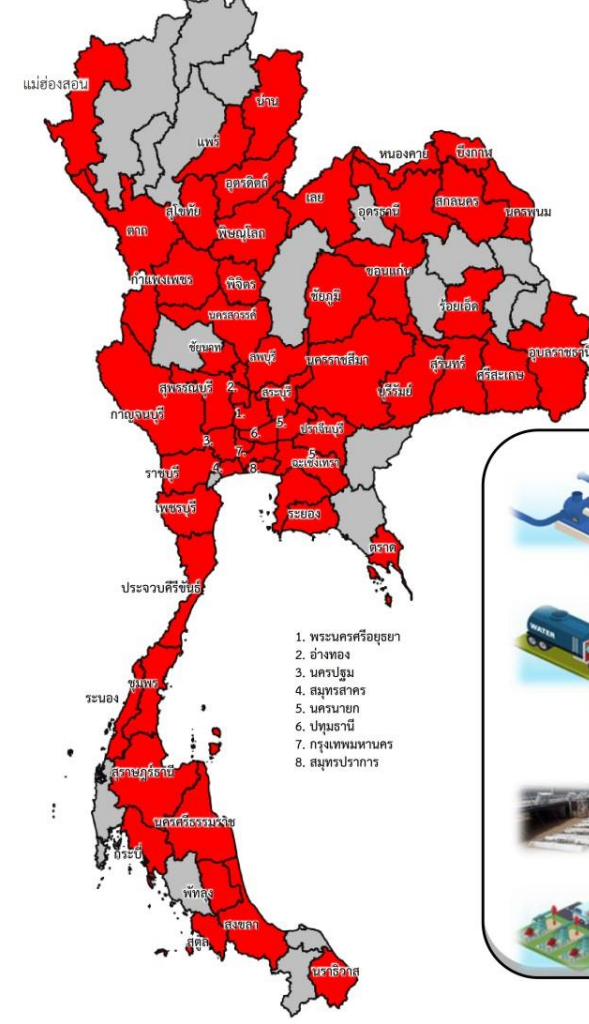 แม่ฮ่องสอน
น่าน
แพร่
อุตรดิตถ์
สุโขทัย
ตาก
พิษณุโลก
เลย
หนองคาย
บึงกาฬ
อุดรธานี
สกลนคร
นครพนม
กำแพงเพชร
พิจิตร
ชัยภูมิ
ขอนแก่น
ร้อยเอ็ด
นครสวรรค์
ชัยนาท
ลพบุรี
นครราชสีมา
อุบลราชธานี
สุรินทร์
ศรีสะเกษ
บุรีรัมย์
สุพรรณบุรี
2.
สระบุรี
กาญจนบุรี
1.
5.
ปราจีนบุรี
3.
6.
7.
5.
ฉะเชิงเทรา
ราชบุรี
4.
8.
เพชรบุรี
ระยอง
ตราด
ประจวบคีรีขันธ์
1. พระนครศรีอยุธยา
2. อ่างทอง
3. นครปฐม
4. สมุทรสาคร
5. นครนายก
6. ปทุมธานี
7. กรุงเทพมหานคร
8. สมุทรปราการ
WATER
ระนอง
ชุมพร
สุราษฎร์ธานี
นครศรีธรรมราช
กระบี่
พัทลุง
สตูล
สงขลา
นราธิวาส